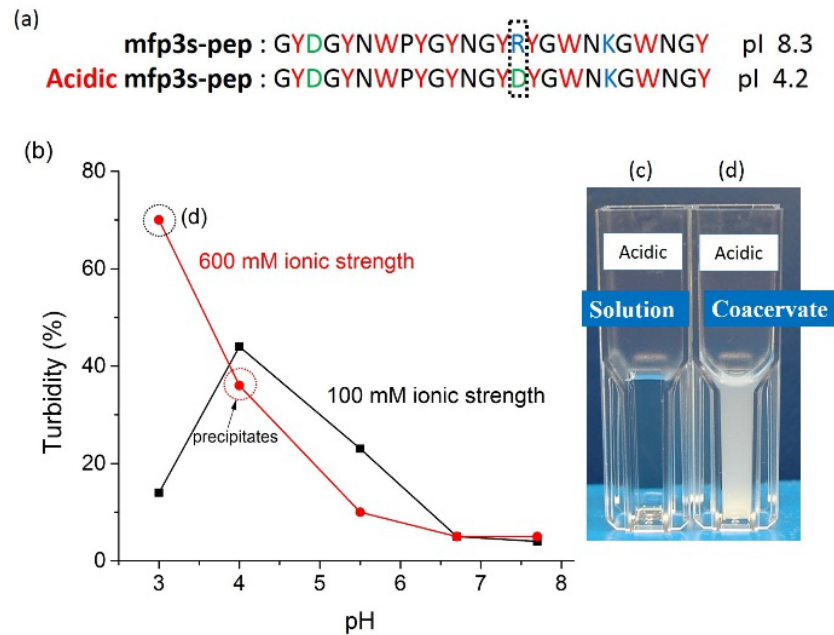 (a)
mfp3s-pep : GYDGYNWPYGYNGYRYGWNKGWNGY pI 8.3
Acidic mfp3s-pep : GYDGYNWPYGYNGYDYGWNKGWNGY pI 4.2
(b)
80
60
40
20
0
Turbidity (%)
(d)
600 mM ionic strength
100 mM ionic strength
precipitates
3 4 5 6 7 8
pH
(c) (d)
Acidic Acidic
Solution Coacervate